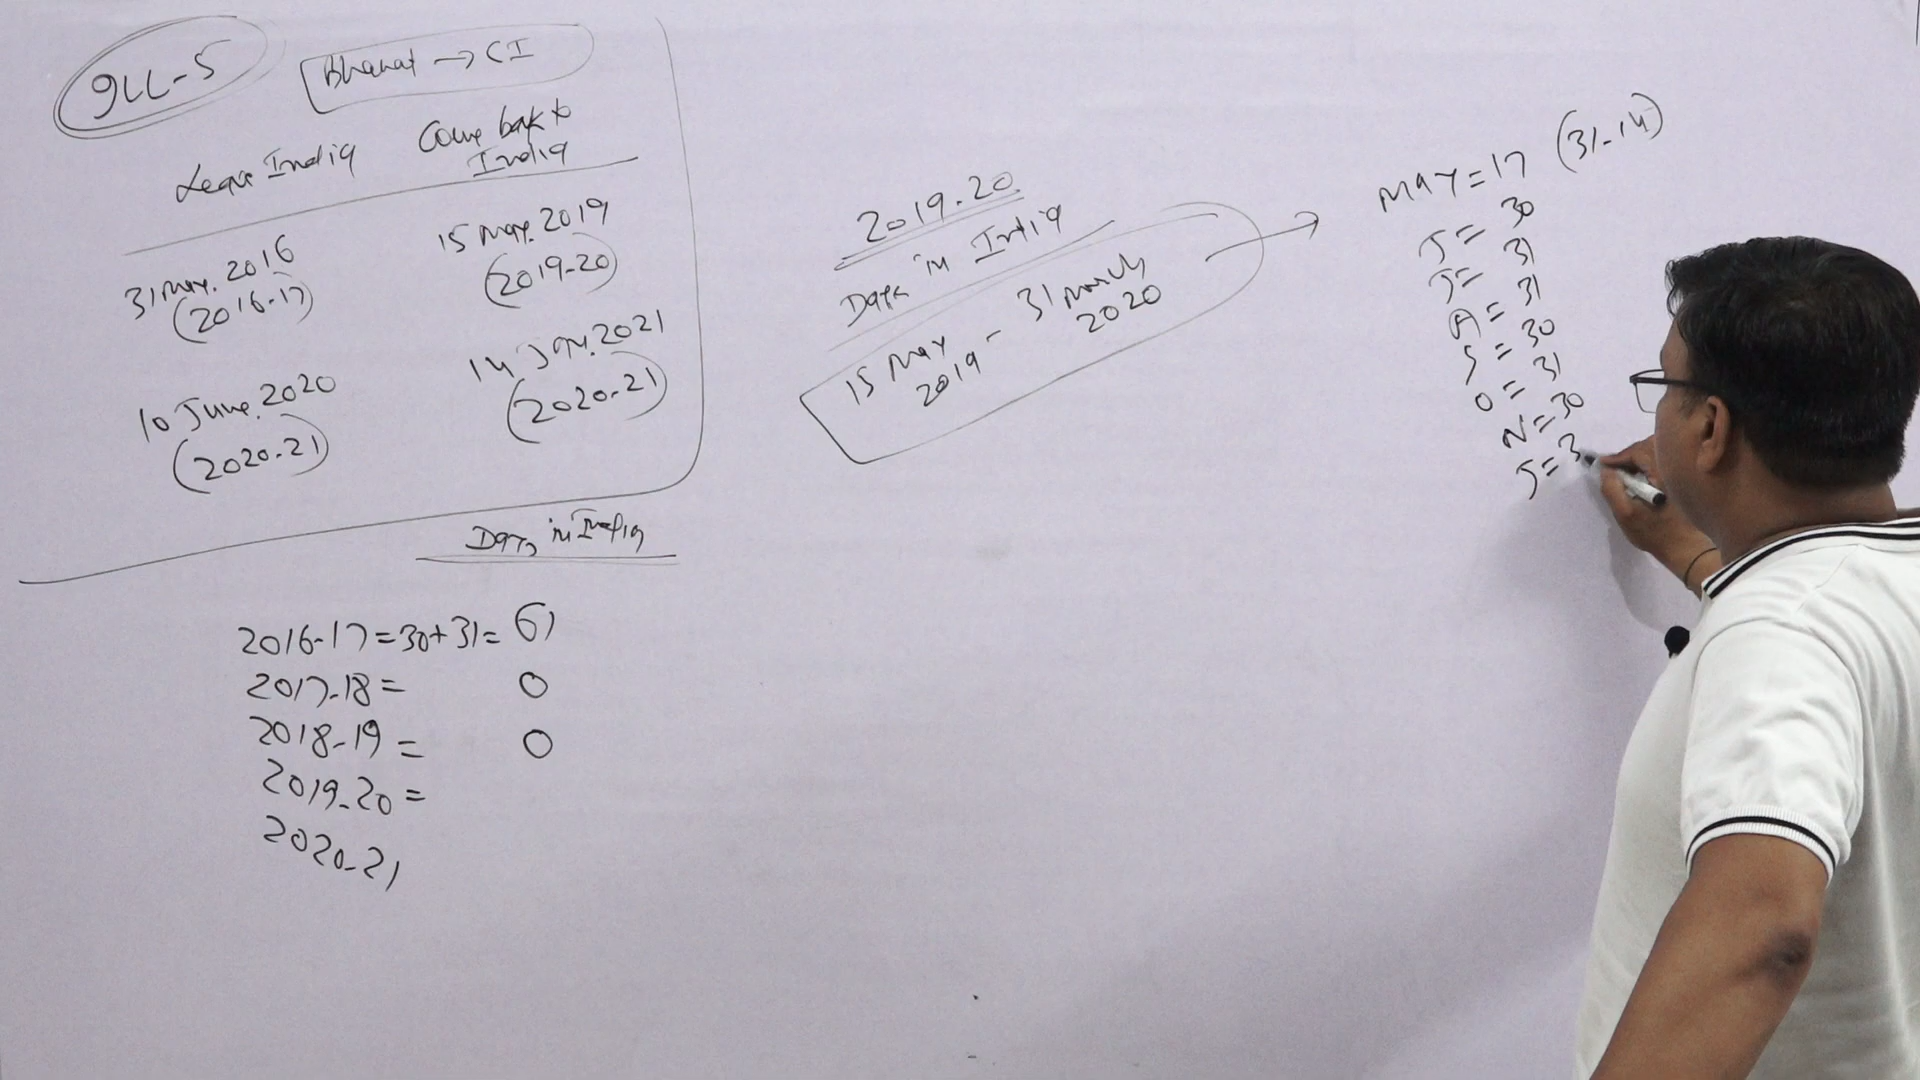 ILL-5
Bharat → CI
Leave India
Come back to
India
31 May. 2016
(2016-17)
15 May. 2019
(2019-20)
10 June. 2020
(2020-21)
14 Jan. 2021
(2020-21)
Days in India
2016-17=30+31= 61
2017-18= 0
2018-19 = 0
2019-20 =
2020-21
2019-20
Days in India
15 May
2019 - 31 March
2020
MAY = 17 (31-14)
J = 30
J = 31
A = 31
S = 30
O = 31
N = 30
J = 3